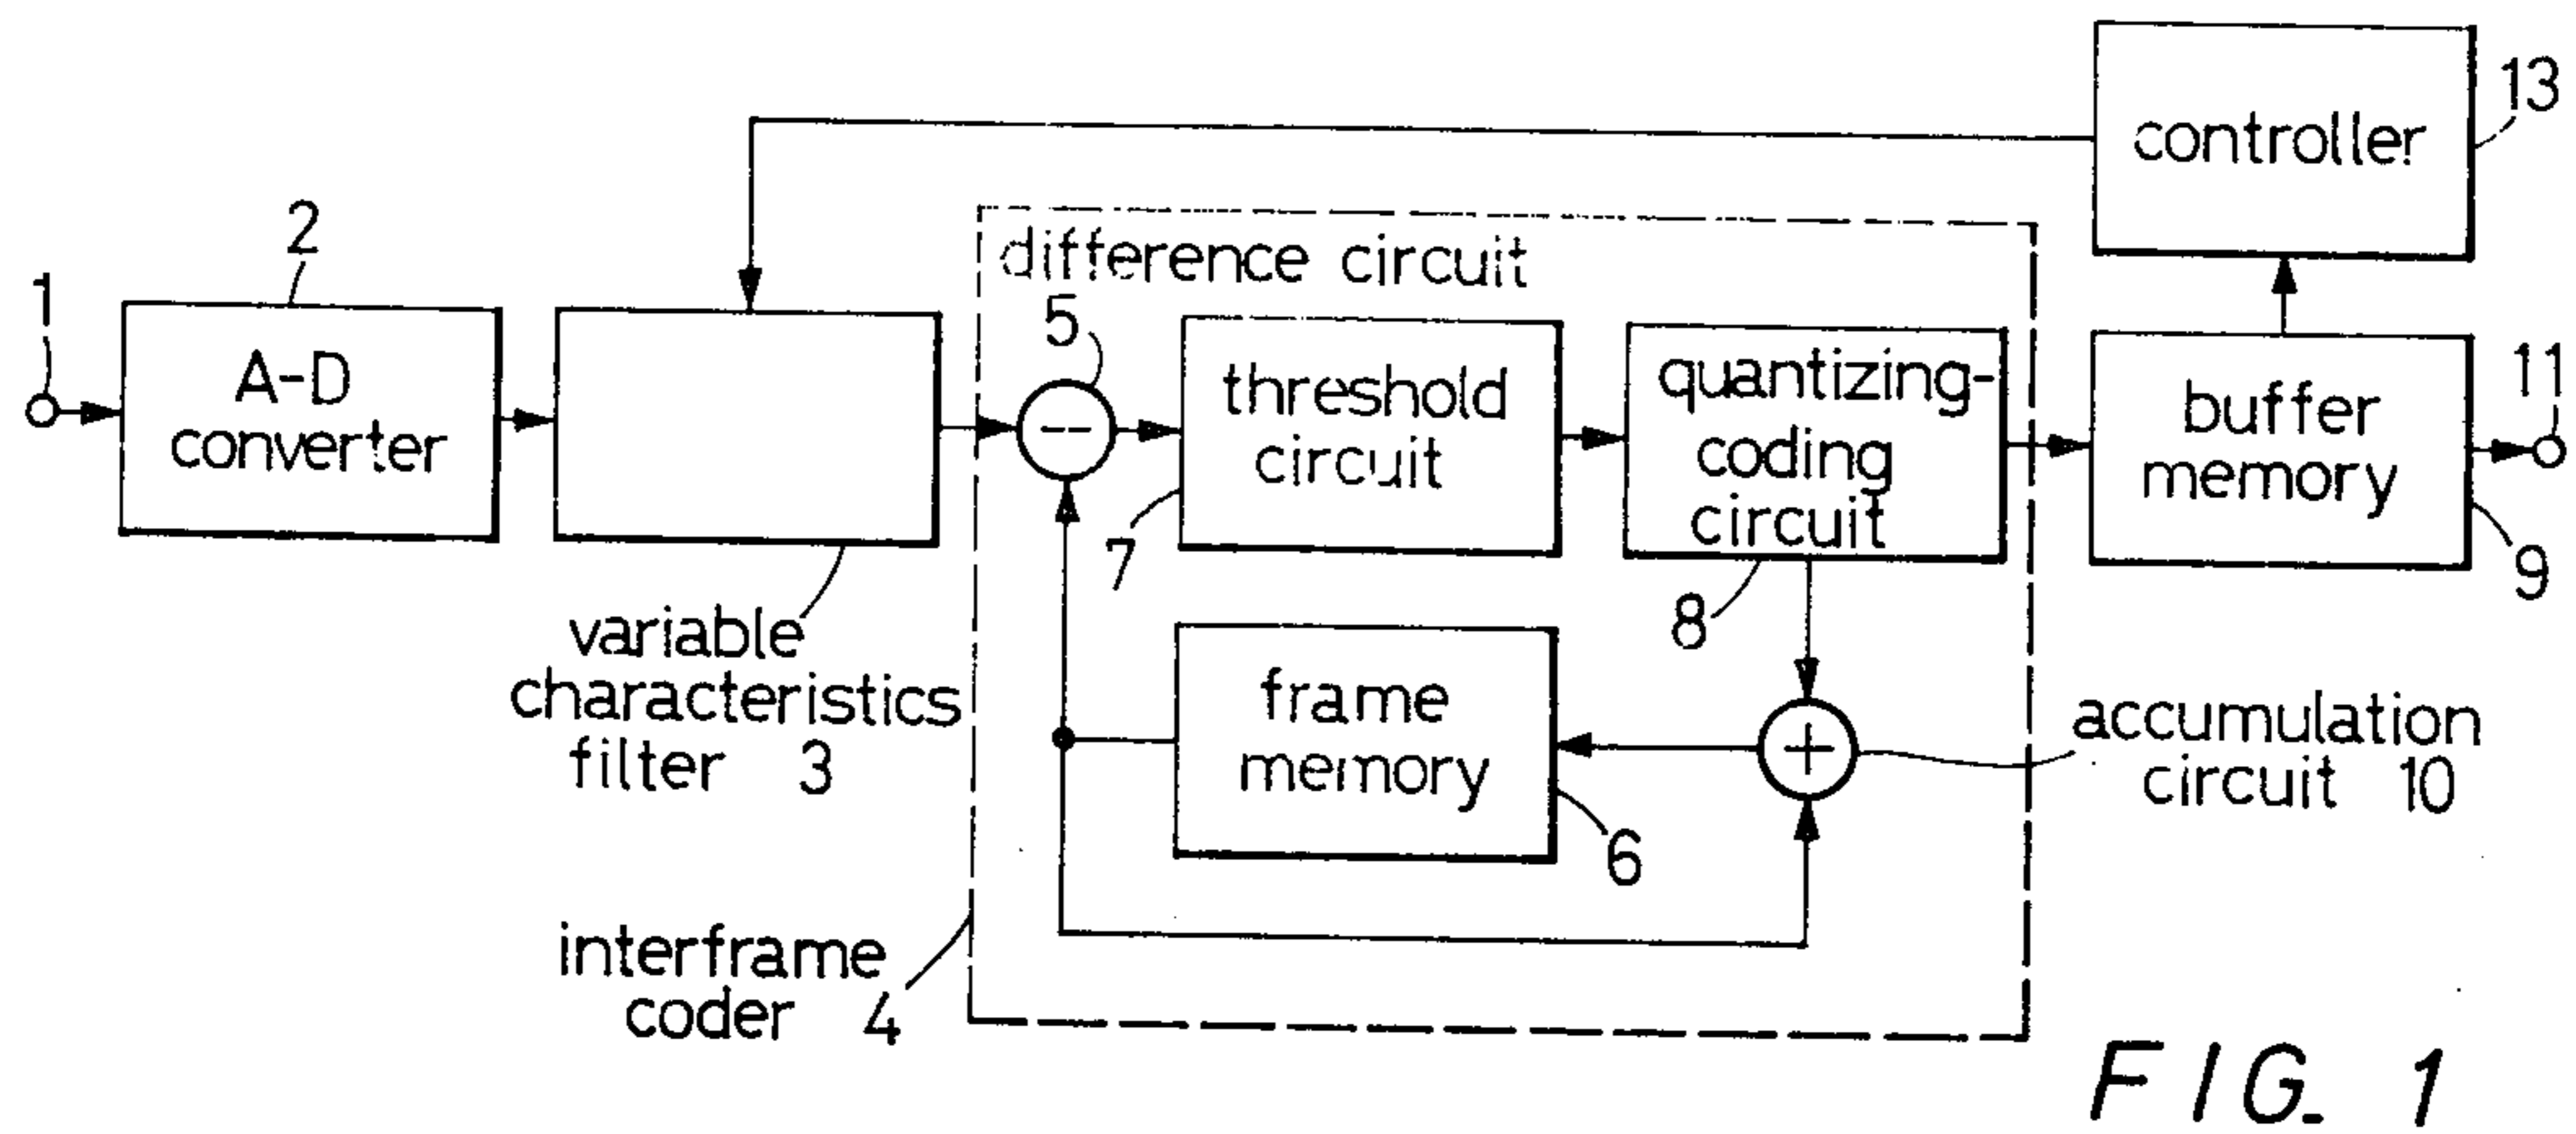 controller
13
2
difference circuit
1
5
A-D
converter
threshold
circuit
quantizing-
coding
circuit
buffer
memory
11
7
8
9
variable
characteristics
filter 3
frame
memory
accumulation
circuit 10
6
interframe
coder 4
FIG. 1